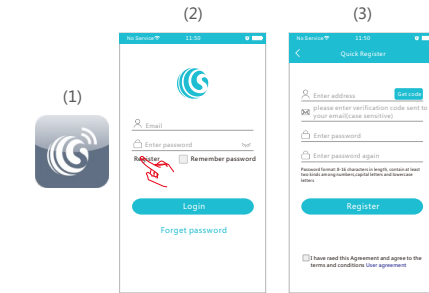 (1)
(2)
No Service 11:50
Email
Enter password
Register Remember password
Login
Forget password
(3)
No Service 11:50
Quick Register
Enter address Get code
please enter verification code sent to
your email(case sensitive)
Enter password
Enter password again
Password format: 8-16 characters in length, contain at least
two kinds among numbers,capital letters and lowercase
letters
Register
I have raed this Agreement and agree to the
terms and conditions User agreement